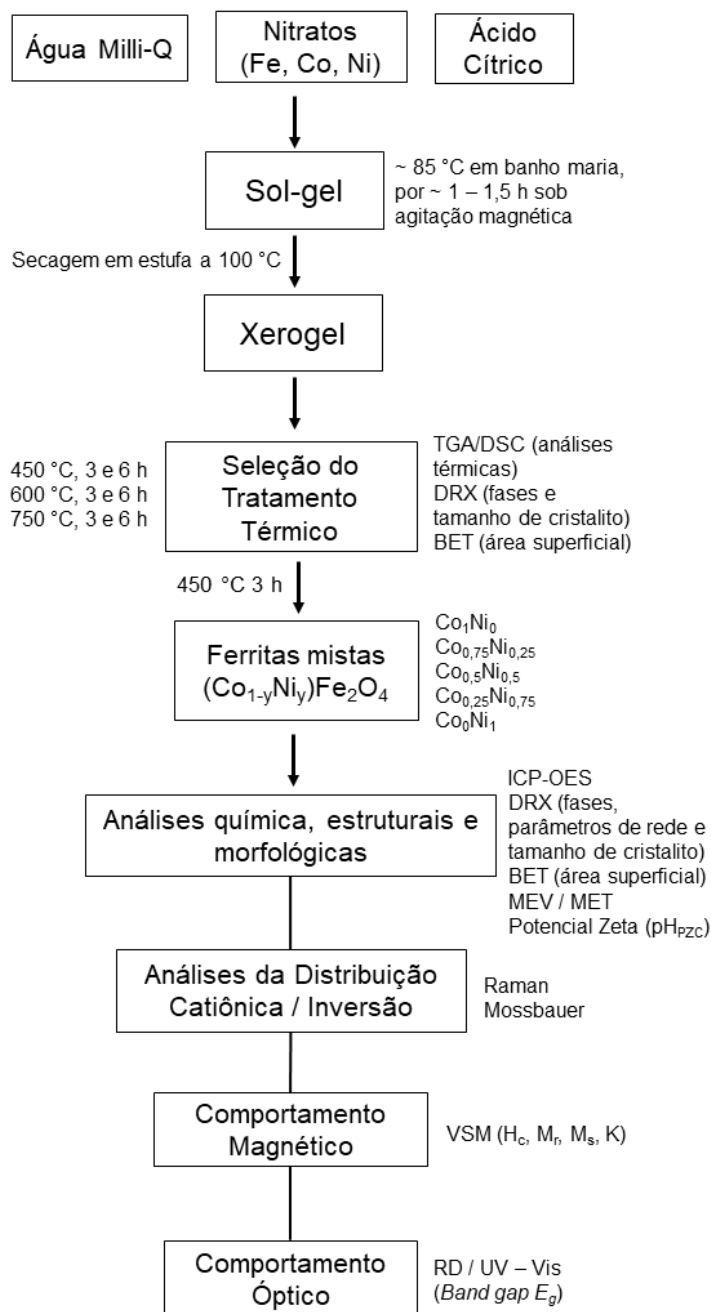 Água Milli-Q
Nitratos
(Fe, Co, Ni)
Ácido
Cítrico
Sol-gel
~ 85 °C em banho maria,
por ~ 1 – 1,5 h sob
agitação magnética
Secagem em estufa a 100 °C
Xerogel
450 °C, 3 e 6 h
600 °C, 3 e 6 h
750 °C, 3 e 6 h
Seleção do
Tratamento
Térmico
TGA/DSC (análises
térmicas)
DRX (fases e
tamanho de cristalito)
BET (área superficial)
450 °C 3 h
Ferritas mistas
(Co₁₋yNiy)Fe₂O₄
Co₁Ni₀
Co₀,₇₅Ni₀,₂₅
Co₀,₅Ni₀,₅
Co₀,₂₅Ni₀,₇₅
Co₀Ni₁
Análises química, estruturais e
morfológicas
ICP-OES
DRX (fases,
parâmetros de rede e
tamanho de cristalito)
BET (área superficial)
MEV / MET
Potencial Zeta (pHPZC)
Análises da Distribuição
Catiônica / Inversão
Raman
Mossbauer
Comportamento
Magnético
VSM (Hc, Mr, Ms, K)
Comportamento
Óptico
RD / UV – Vis
(Band gap Eg)